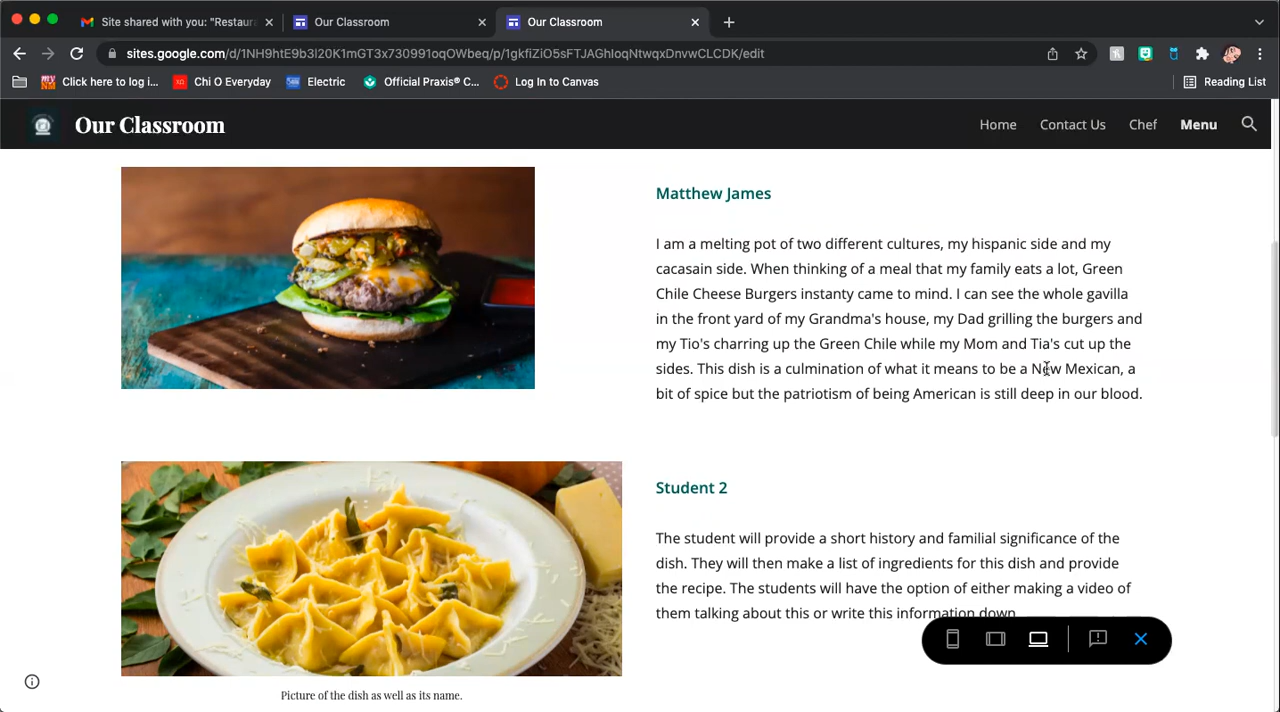 Site shared with you: "Restaura
Our Classroom
Our Classroom
sites.google.com/d/1NH9htE9b3l20K1mGT3x730991oqOWbeq/p/1gkfiZiO5sFTJAGhIoqNtwqxDnvwCLCDK/edit
Click here to log i...
XO
Chi O Everyday
Electric
Official Praxis® C...
Log In to Canvas
Reading List
Our Classroom
Home
Contact Us
Chef
Menu
Matthew James
I am a melting pot of two different cultures, my hispanic side and my
cacasain side. When thinking of a meal that my family eats a lot, Green
Chile Cheese Burgers instanty came to mind. I can see the whole gavilla
in the front yard of my Grandma's house, my Dad grilling the burgers and
my Tio's charring up the Green Chile while my Mom and Tia's cut up the
sides. This dish is a culmination of what it means to be a New Mexican, a
bit of spice but the patriotism of being American is still deep in our blood.
Student 2
The student will provide a short history and familial significance of the
dish. They will then make a list of ingredients for this dish and provide
the recipe. The students will have the option of either making a video of
them talking about this or write this information down.
Picture of the dish as well as its name.